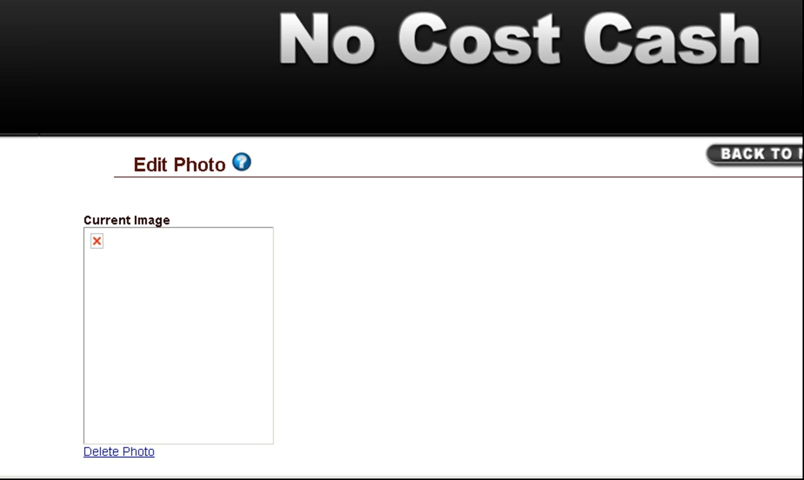 No Cost Cash
Edit Photo
BACK TO
Current Image
Delete Photo